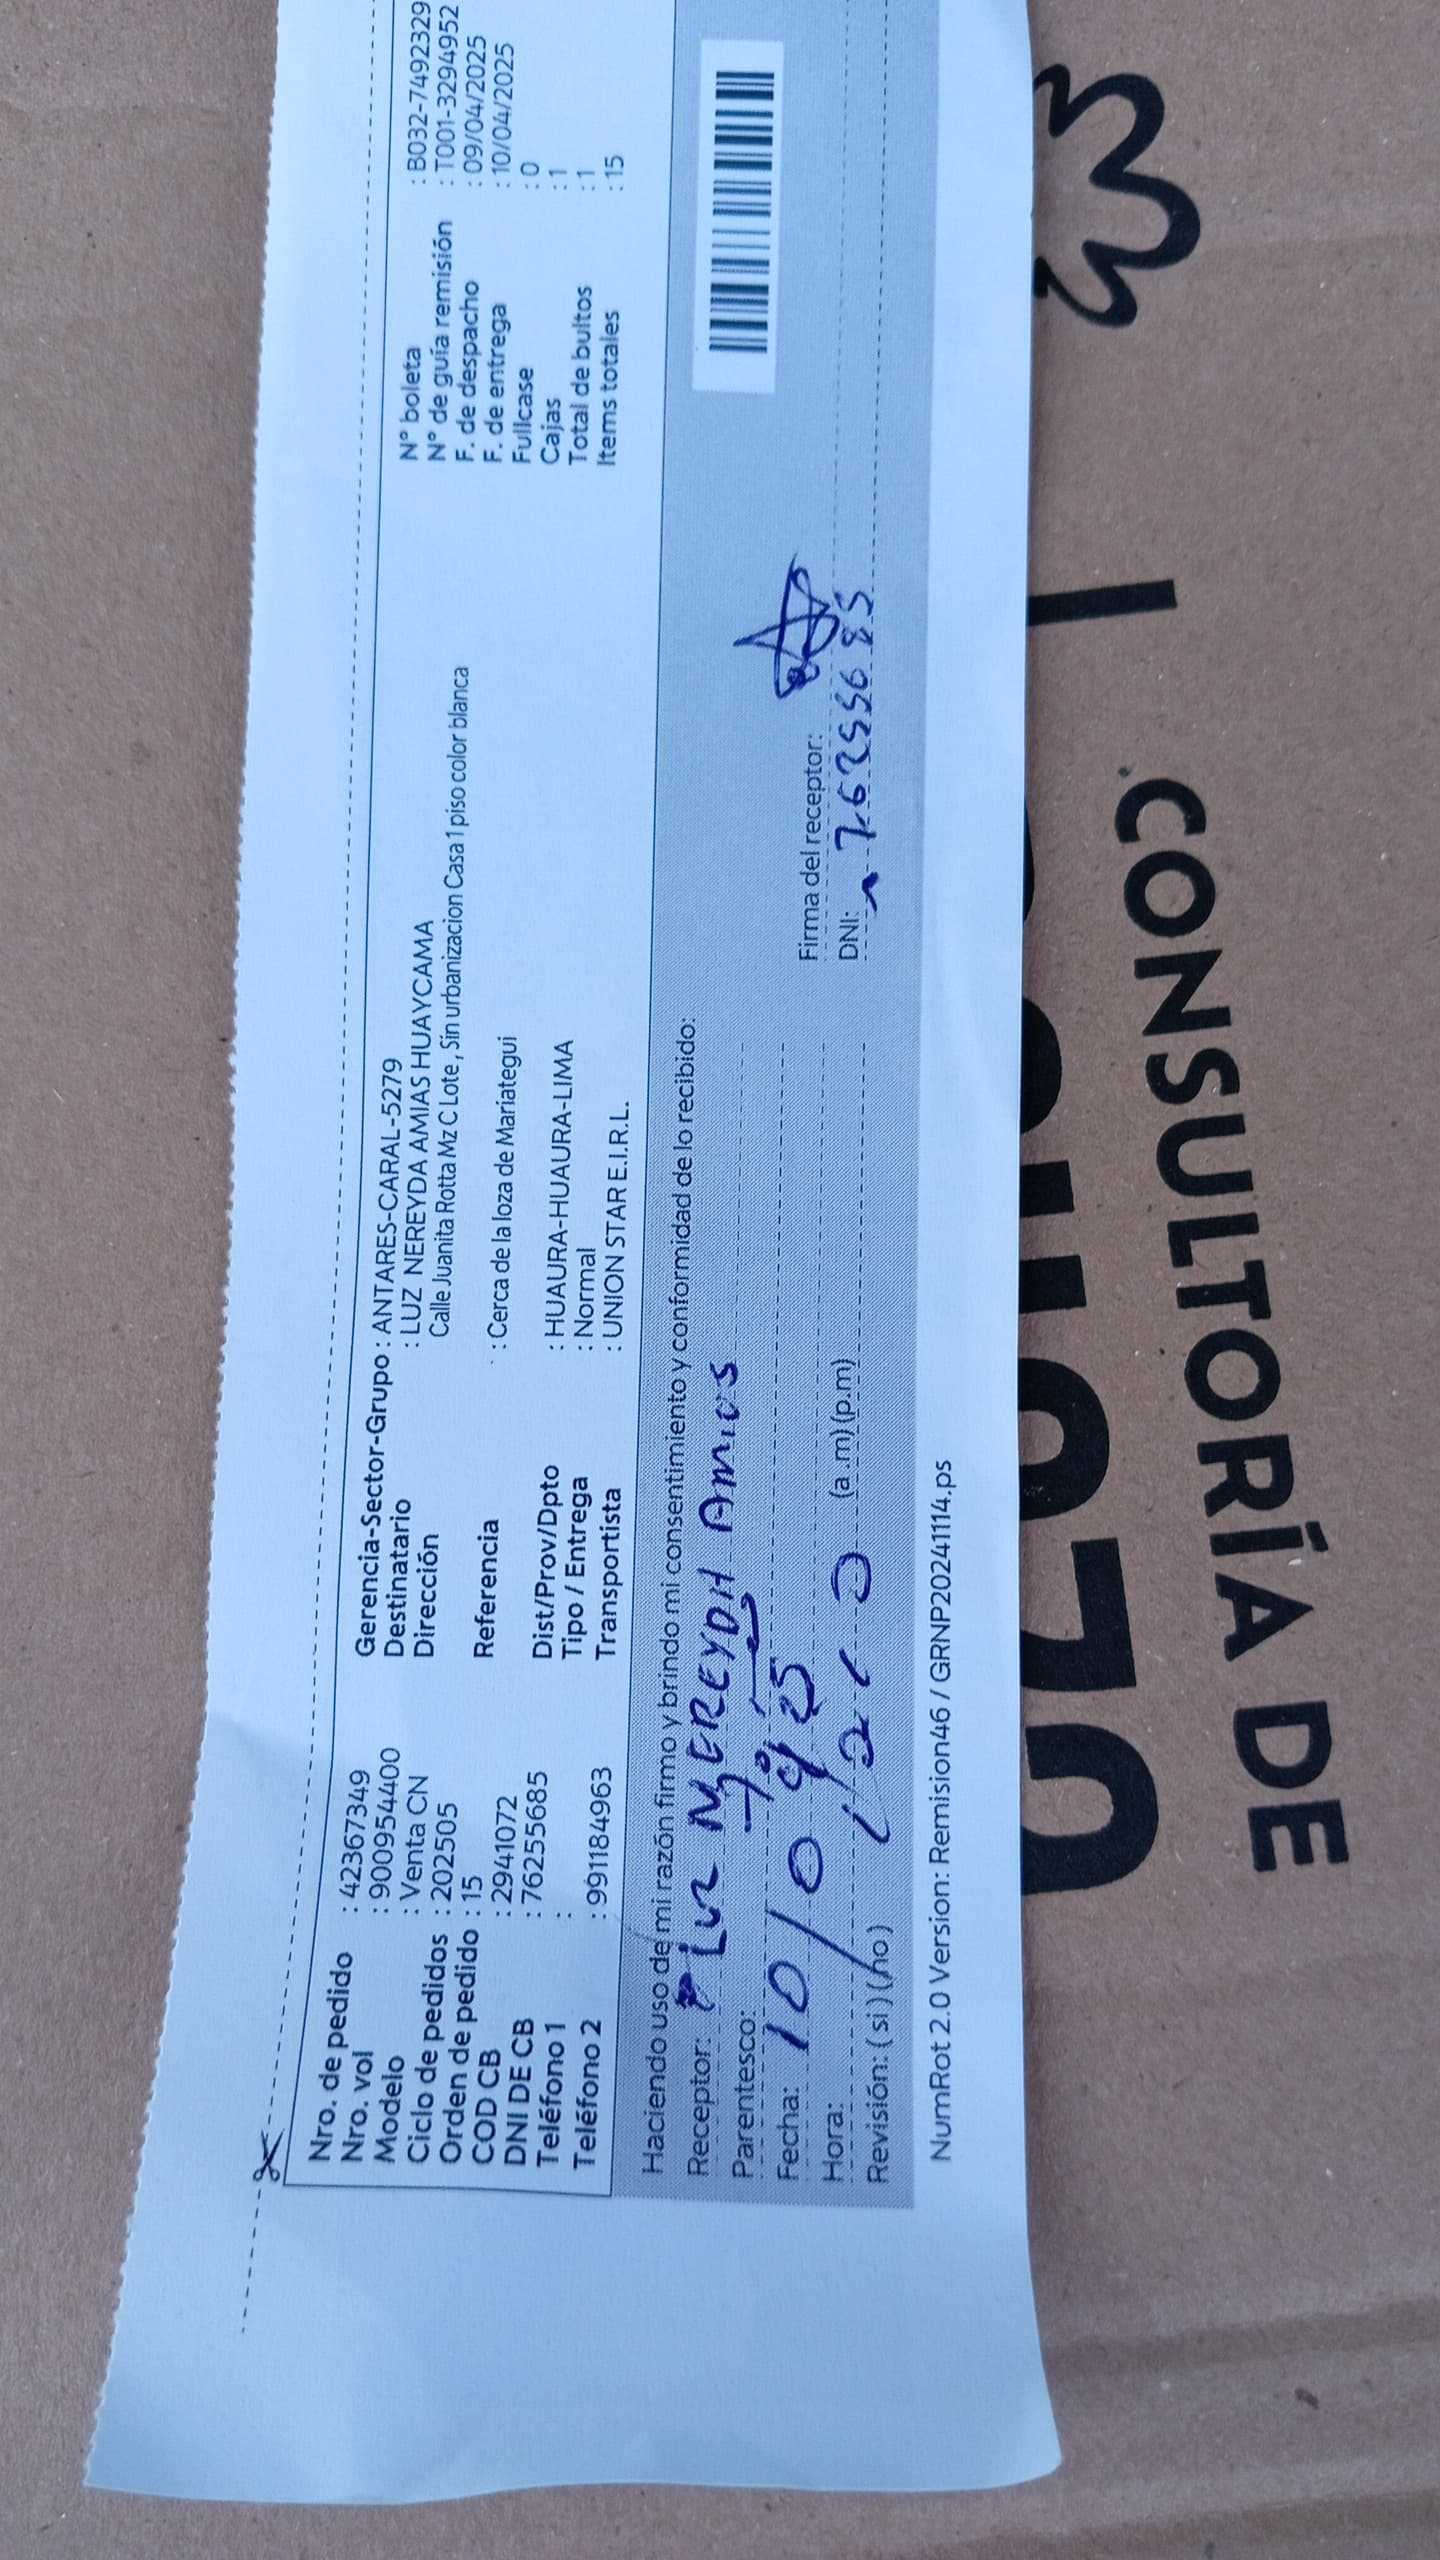 Nro. de pedido : 42367349
Nro. vol : 900954400
Modelo : Venta CN
Ciclo de pedidos : 202505
Orden de pedido : 15
COD CB : 2941072
DNI DE CB : 76255685
Teléfono 1 :
Teléfono 2 : 991184963
Gerencia-Sector-Grupo : ANTARES-CARAL-5279
Destinatario : LUZ NEREYDA AMIAS HUAYCAMA
Dirección Calle Juanita Rotta Mz C Lote , Sin urbanizacion Casa 1 piso color blanca
Referencia : Cerca de la loza de Mariategui
Dist/Prov/Dpto : HUAURA-HUAURA-LIMA
Tipo / Entrega : Normal
Transportista : UNION STAR E.I.R.L.
N° boleta : B032-7492329
N° de guía remisión : T001-3294952
F. de despacho : 09/04/2025
F. de entrega : 10/04/2025
Fullcase : 0
Cajas : 1
Total de bultos : 1
Items totales : 15
Haciendo uso de mi razón firmo y brindo mi consentimiento y conformidad de lo recibido:
Receptor: Luz NEREYDA Amias
Parentesco:
Fecha: 10/04/25
Hora: (a .m) (p.m)
Revisión: ( si ) ( no )
Firma del receptor:
DNI: 76255685
NumRot 2.0 Version: Remision46 / GRNP20241114.ps
CONSULTORÍA DE